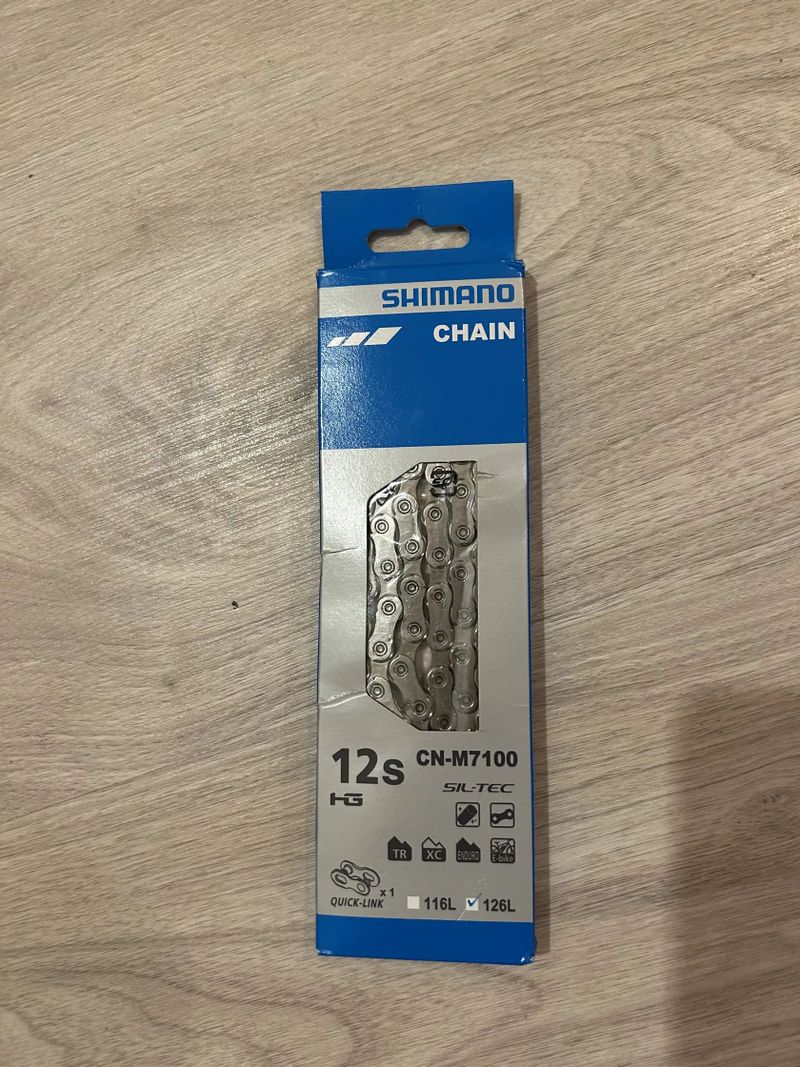 SHIMANO
CHAIN
12s
CN-M7100
HG
SIL-TEC
TR
XC
ENDURO
E-bike
x 1
QUICK-LINK
116L
126L